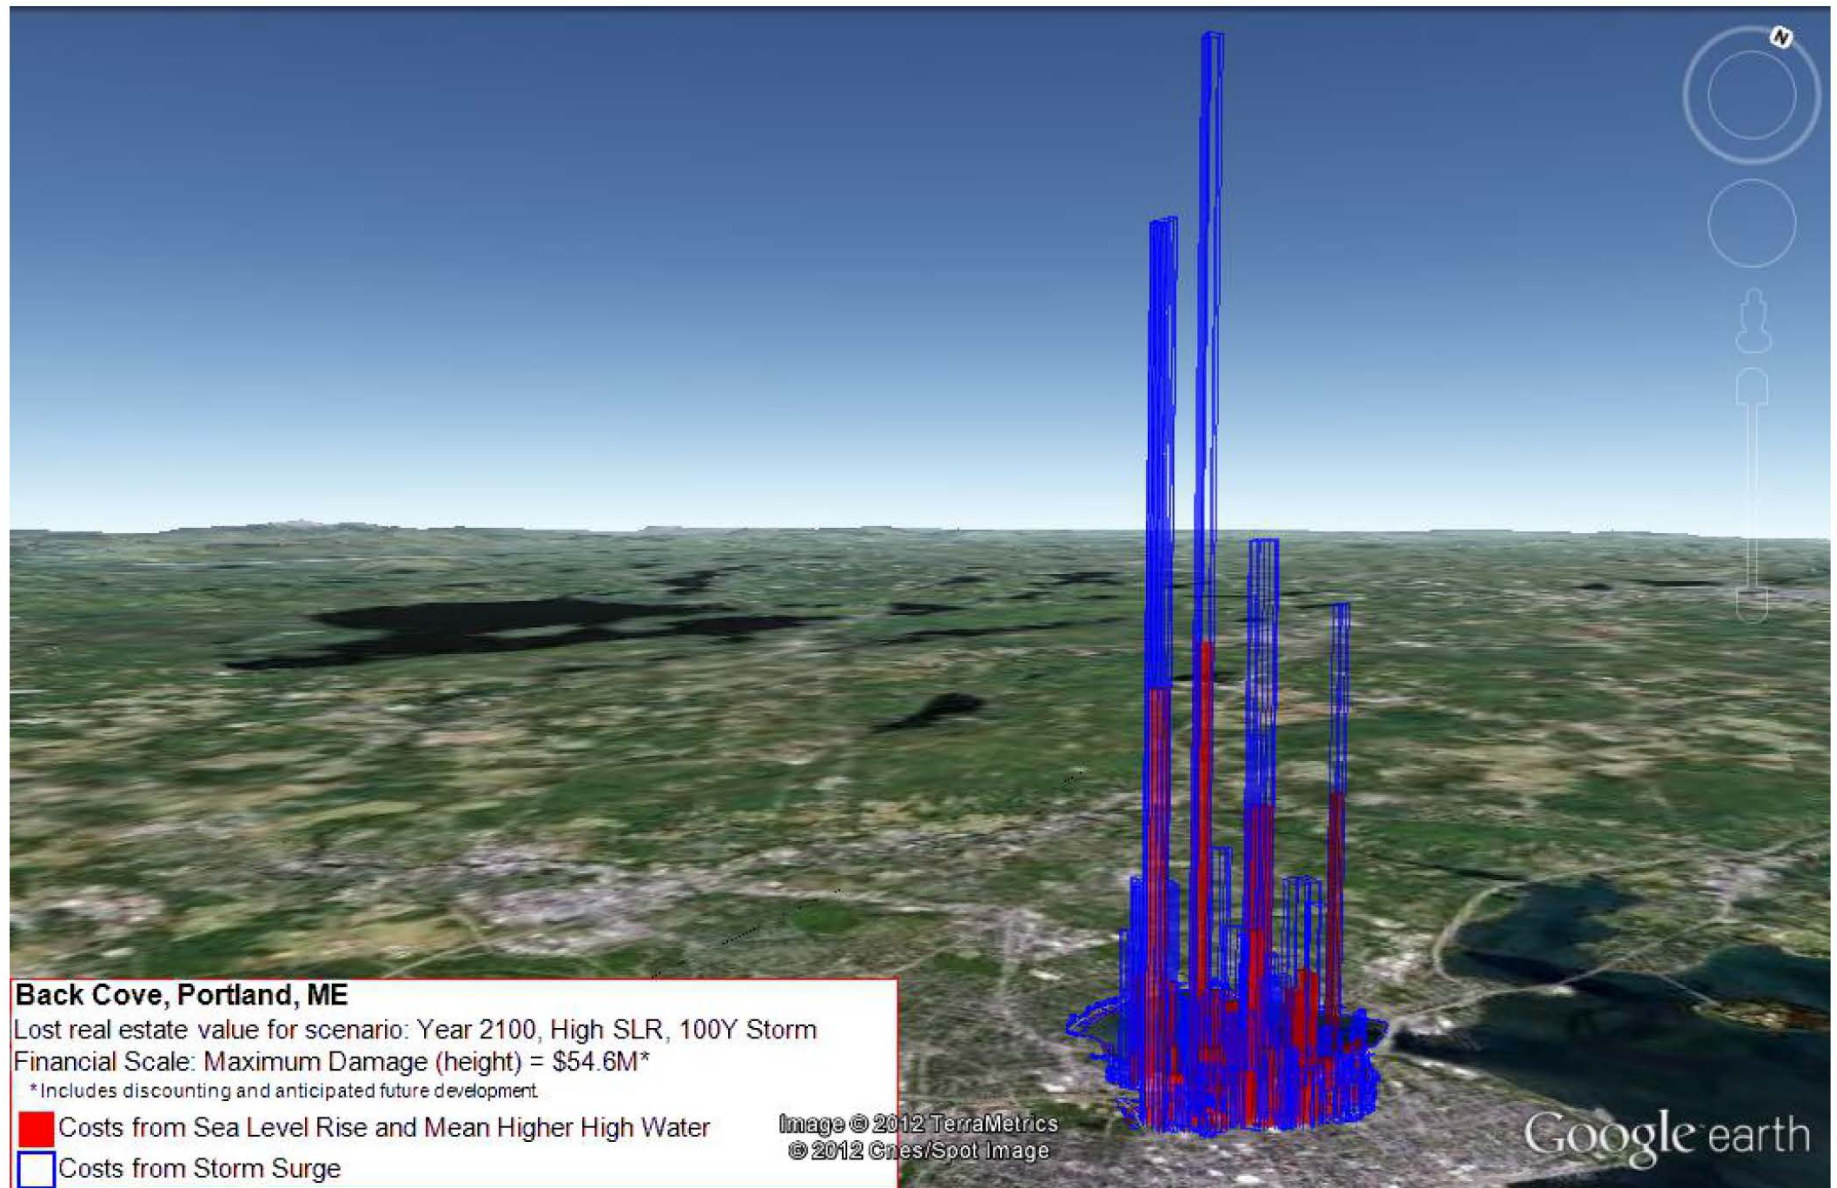 N
Back Cove, Portland, ME
Lost real estate value for scenario: Year 2100, High SLR, 100Y Storm
Financial Scale: Maximum Damage (height) = $54.6M*
*Includes discounting and anticipated future development.
Costs from Sea Level Rise and Mean Higher High Water
Costs from Storm Surge
Image © 2012 TerraMetrics
© 2012 Cnes/Spot Image
Google earth